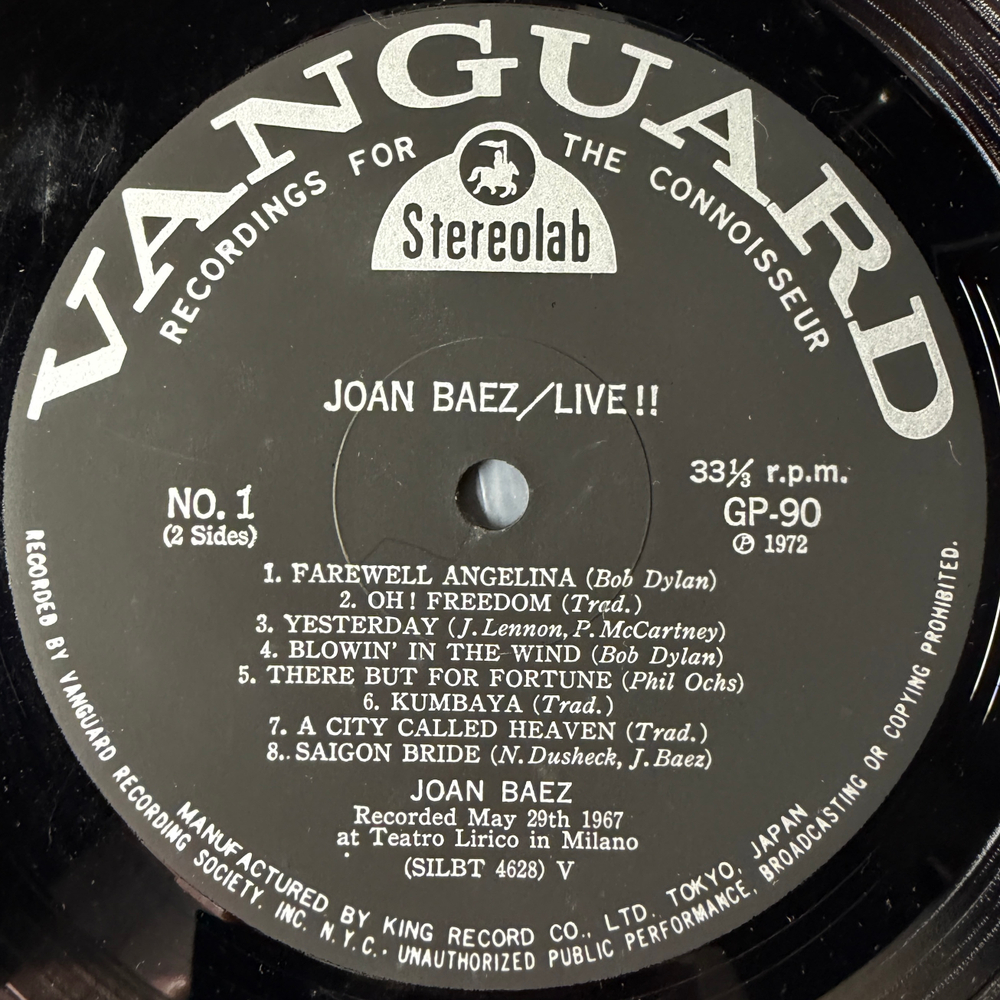 VANGUARD
RECORDINGS FOR THE CONNOISSEUR
Stereolab
JOAN BAEZ/LIVE!!
NO. 1
(2 Sides)
33⅓ r.p.m.
GP-90
Ⓟ 1972
1. FAREWELL ANGELINA (Bob Dylan)
2. OH! FREEDOM (Trad.)
3. YESTERDAY (J. Lennon, P. McCartney)
4. BLOWIN' IN THE WIND (Bob Dylan)
5. THERE BUT FOR FORTUNE (Phil Ochs)
6. KUMBAYA (Trad.)
7. A CITY CALLED HEAVEN (Trad.)
8. SAIGON BRIDE (N. Dusheck, J. Baez)
JOAN BAEZ
Recorded May 29th 1967
at Teatro Lirico in Milano
(SILBT 4628) V
MANUFACTURED BY KING RECORD CO., LTD. TOKYO, JAPAN
RECORDED BY VANGUARD RECORDING SOCIETY, INC. N.Y.C. · UNAUTHORIZED PUBLIC PERFORMANCE, BROADCASTING OR COPYING PROHIBITED.